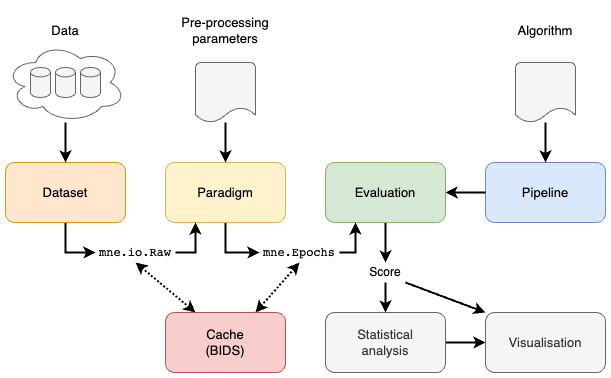 Data
Pre-processing
parameters
Algorithm
Dataset
Paradigm
Evaluation
Pipeline
mne.io.Raw
mne.Epochs
Score
Cache
(BIDS)
Statistical
analysis
Visualisation